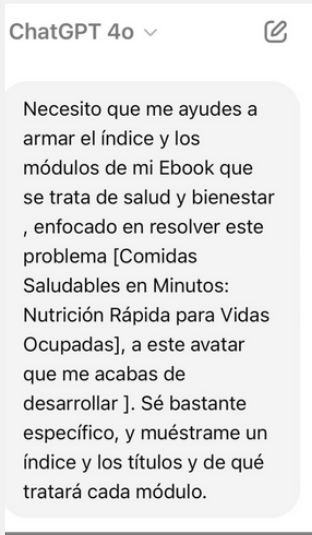 ChatGPT 4o
Necesito que me ayudes a
armar el índice y los
módulos de mi Ebook que
se trata de salud y bienestar
, enfocado en resolver este
problema [Comidas
Saludables en Minutos:
Nutrición Rápida para Vidas
Ocupadas], a este avatar
que me acabas de
desarrollar ]. Sé bastante
específico, y muéstrame un
índice y los títulos y de qué
tratará cada módulo.